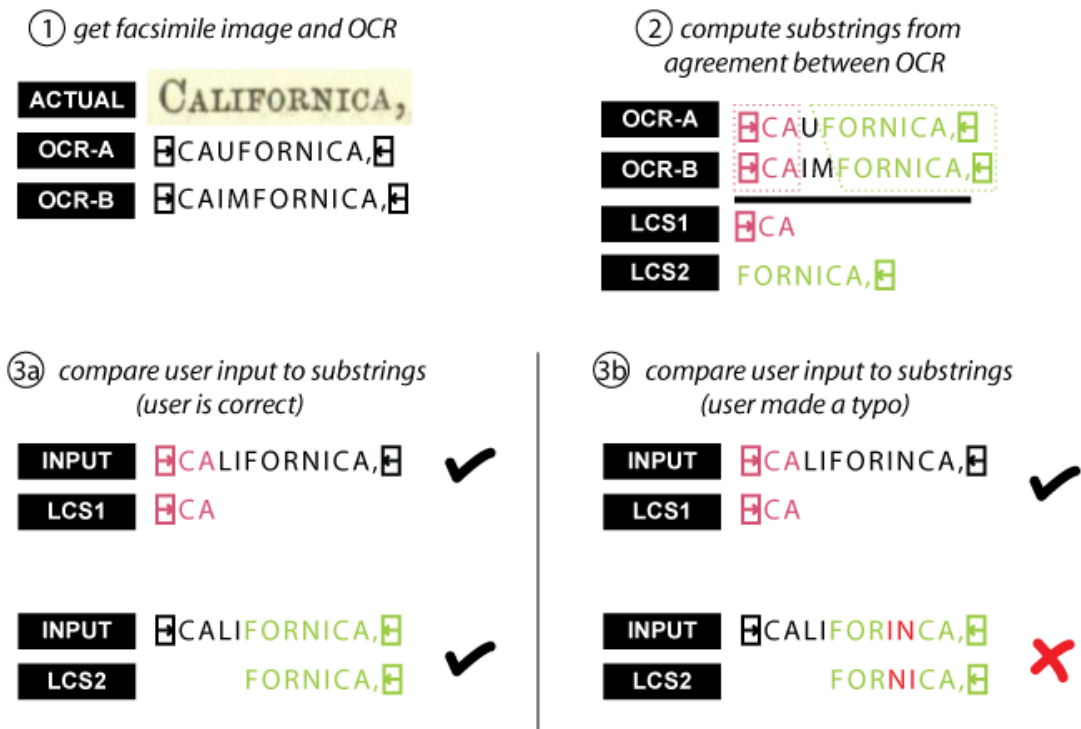 1 get facsimile image and OCR
ACTUAL CALIFORNICA,
OCR-A CAUFORNICA,
OCR-B CAIMFORNICA,
2 compute substrings from
agreement between OCR
OCR-A CAUFORNICA,
OCR-B CAIMFORNICA,
LCS1 CA
LCS2 FORNICA,
3a compare user input to substrings
(user is correct)
INPUT CALIFORNICA,
LCS1 CA
INPUT CALIFORNICA,
LCS2 FORNICA,
3b compare user input to substrings
(user made a typo)
INPUT CALIFORINCA,
LCS1 CA
INPUT CALIFORINCA,
LCS2 FORNICA,